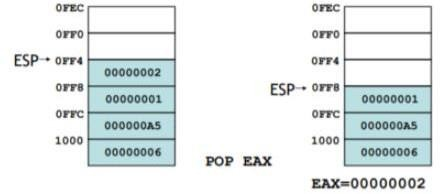 0FEC
0FF0
ESP→ 0FF4
00000002
0FF8
00000001
0FFC
000000A5
1000
00000006
POP EAX
0FEC
0FF0
0FF4
ESP→ 0FF8
00000001
0FFC
000000A5
1000
00000006
EAX=00000002